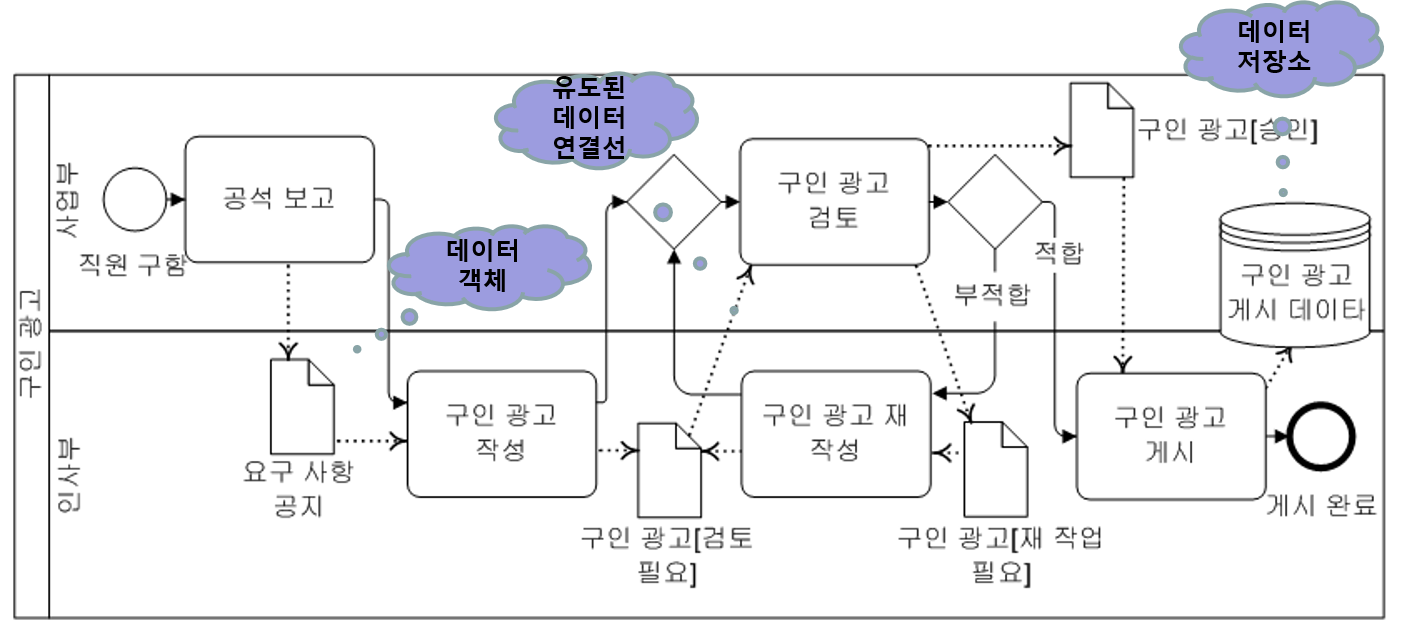 데이터
저장소
유도된
데이터
연결선
구인 광고[승인]
사업부
공석 보고
구인 광고
검토
직원 구함
데이터
객체
적합
부적합
구인 광고
게시 데이타
구인 광고
인사부
구인 광고
작성
구인 광고 재
작성
구인 광고
게시
요구 사항
공지
게시 완료
구인 광고[검토
필요]
구인 광고[재 작업
필요]